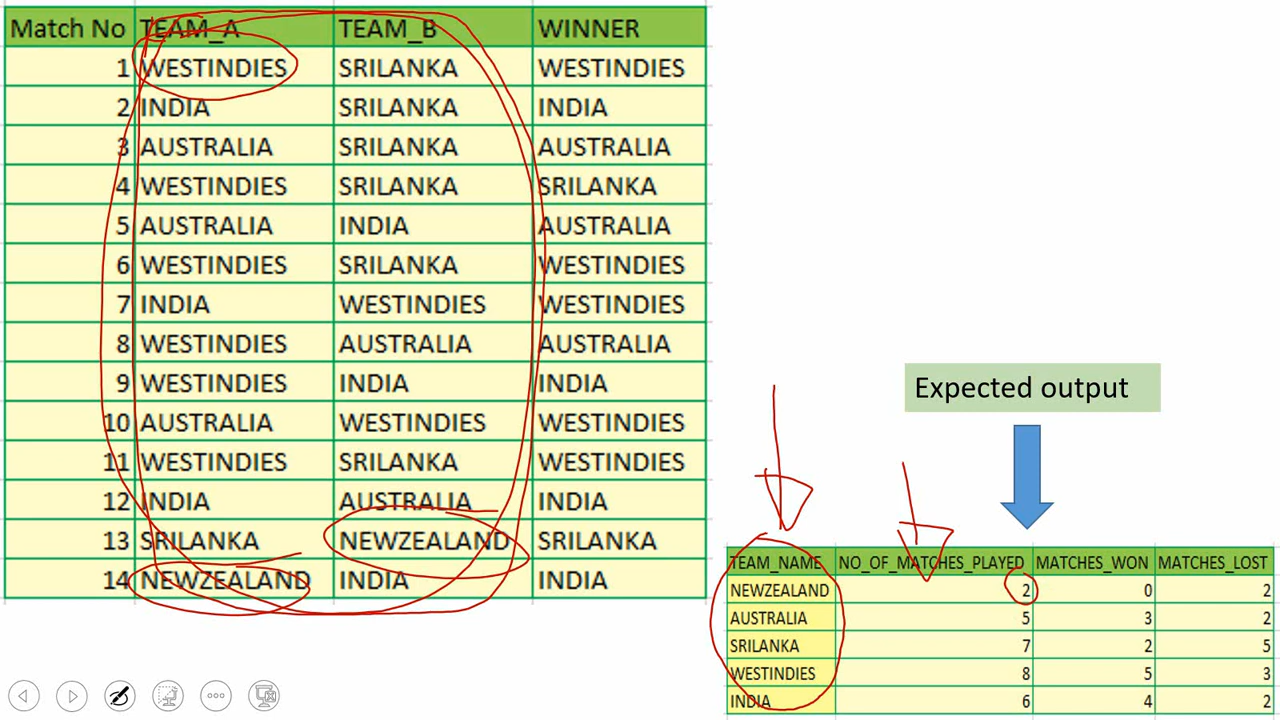 Match No TEAM_A TEAM_B WINNER
1 WESTINDIES SRILANKA WESTINDIES
2 INDIA SRILANKA INDIA
3 AUSTRALIA SRILANKA AUSTRALIA
4 WESTINDIES SRILANKA SRILANKA
5 AUSTRALIA INDIA AUSTRALIA
6 WESTINDIES SRILANKA WESTINDIES
7 INDIA WESTINDIES WESTINDIES
8 WESTINDIES AUSTRALIA AUSTRALIA
9 WESTINDIES INDIA INDIA
10 AUSTRALIA WESTINDIES WESTINDIES
11 WESTINDIES SRILANKA WESTINDIES
12 INDIA AUSTRALIA INDIA
13 SRILANKA NEWZEALAND SRILANKA
14 NEWZEALAND INDIA INDIA
Expected output
TEAM_NAME NO_OF_MATCHES_PLAYED MATCHES_WON MATCHES_LOST
NEWZEALAND 2 0 2
AUSTRALIA 5 3 2
SRILANKA 7 2 5
WESTINDIES 8 5 3
INDIA 6 4 2